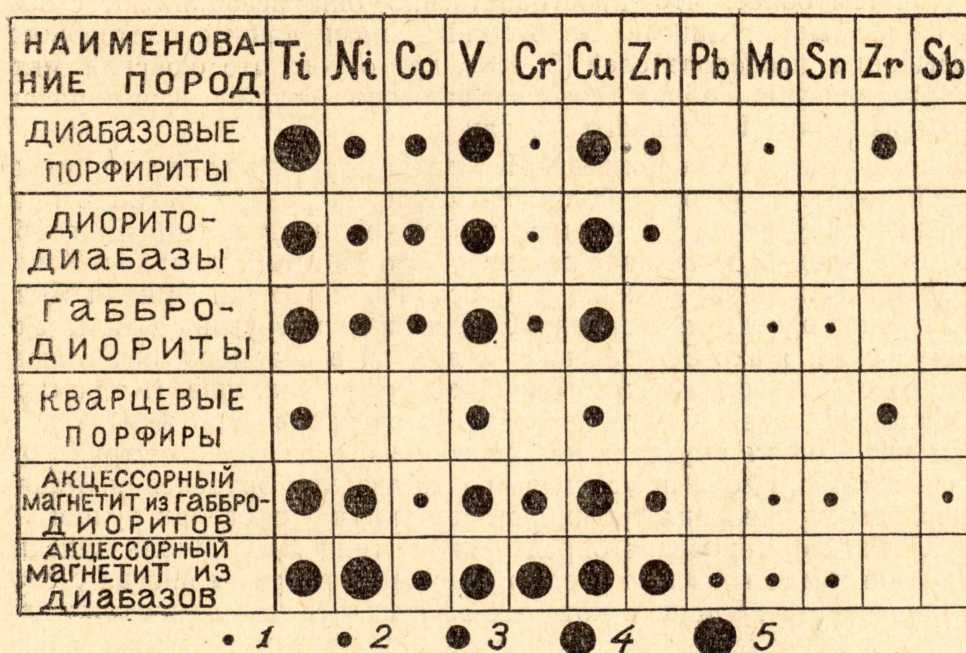 НАИМЕНОВА- Ti Ni Co V Cr Cu Zn Pb Mo Sn Zr Sb
НИЕ ПОРОД
ДИАБАЗОВЫЕ
ПОРФИРИТЫ
ДИОРИТО-
ДИАБАЗЫ
ГАББРО-
ДИОРИТЫ
КВАРЦЕВЫЕ
ПОРФИРЫ
АКЦЕССОРНЫЙ
МАГНЕТИТ ИЗ ГАББРО-
ДИОРИТОВ
АКЦЕССОРНЫЙ
МАГНЕТИТ ИЗ
ДИАБАЗОВ
1 2 3 4 5